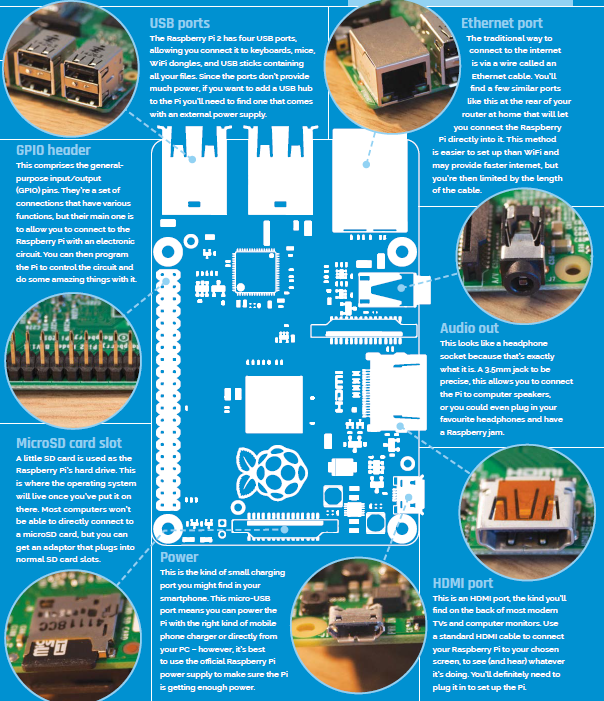 USB ports
The Raspberry Pi 2 has four USB ports,
allowing you connect it to keyboards, mice,
WiFi dongles, and USB sticks containing
all your files. Since the ports don't provide
much power, if you want to add a USB hub
to the Pi you'll need to find one that comes
with an external power supply.
Ethernet port
The traditional way to
connect to the internet
is via a wire called an
Ethernet cable. You'll
find a few similar ports
like this at the rear of your
router at home that will let
you connect the Raspberry
Pi directly into it. This method
is easier to set up than WiFi and
may provide faster internet, but
you're then limited by the length
of the cable.
GPIO header
This comprises the general-
purpose input/output
(GPIO) pins. They're a set of
connections that have various
functions, but their main one is
to allow you to connect to the
Raspberry Pi with an electronic
circuit. You can then program
the Pi to control the circuit and
do some amazing things with it.
Audio out
This looks like a headphone
socket because that's exactly
what it is. A 3.5mm jack to be
precise, this allows you to connect
the Pi to computer speakers,
or you could even plug in your
favourite headphones and have
a Raspberry jam.
HDMI
MicroSD card slot
A little SD card is used as the
Raspberry Pi's hard drive. This
is where the operating system
will live once you've put it on
there. Most computers won't
be able to directly connect to
a microSD card, but you can
get an adaptor that plugs into
normal SD card slots.
Power
This is the kind of small charging
port you might find in your
smartphone. This micro-USB
port means you can power the
Pi with the right kind of mobile
phone charger or directly from
your PC – however, it's best
to use the official Raspberry Pi
power supply to make sure the Pi
is getting enough power.
HDMI port
This is an HDMI port, the kind you'll
find on the back of most modern
TVs and computer monitors. Use
a standard HDMI cable to connect
your Raspberry Pi to your chosen
screen, to see (and hear) whatever
it's doing. You'll definitely need to
plug it in to set up the Pi.